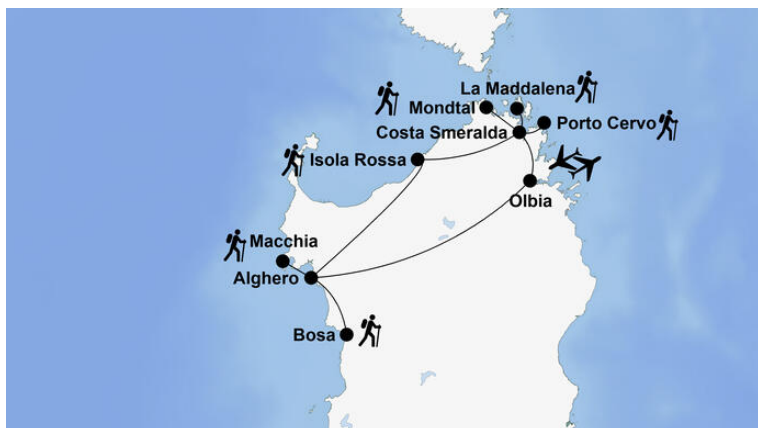 La Maddalena
Mondtal
Porto Cervo
Costa Smeralda
Isola Rossa
Olbia
Macchia
Alghero
Bosa